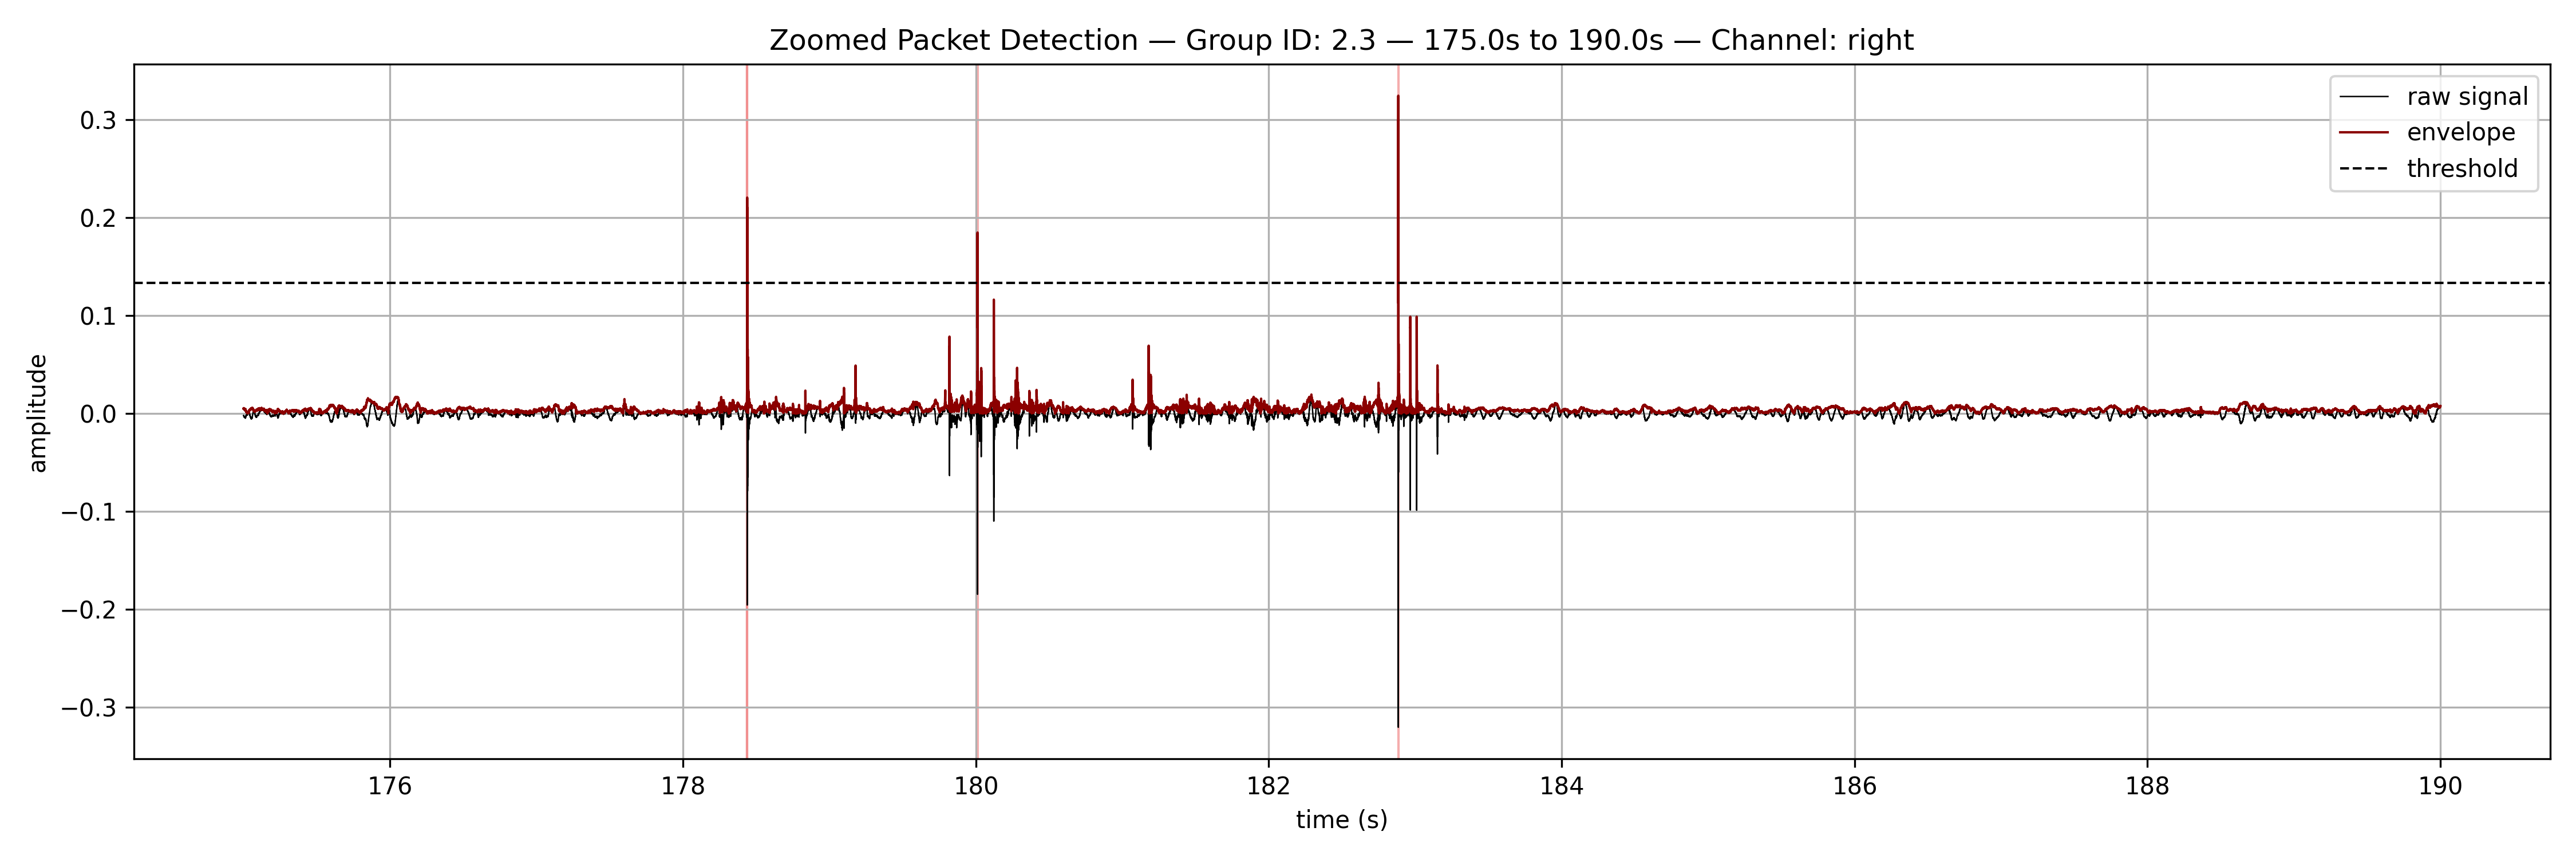 Zoomed Packet Detection — Group ID: 2.3 — 175.0s to 190.0s — Channel: right
raw signal
envelope
threshold
amplitude
0.3
0.2
0.1
0.0
−0.1
−0.2
−0.3
176 178 180 182 184 186 188 190
time (s)